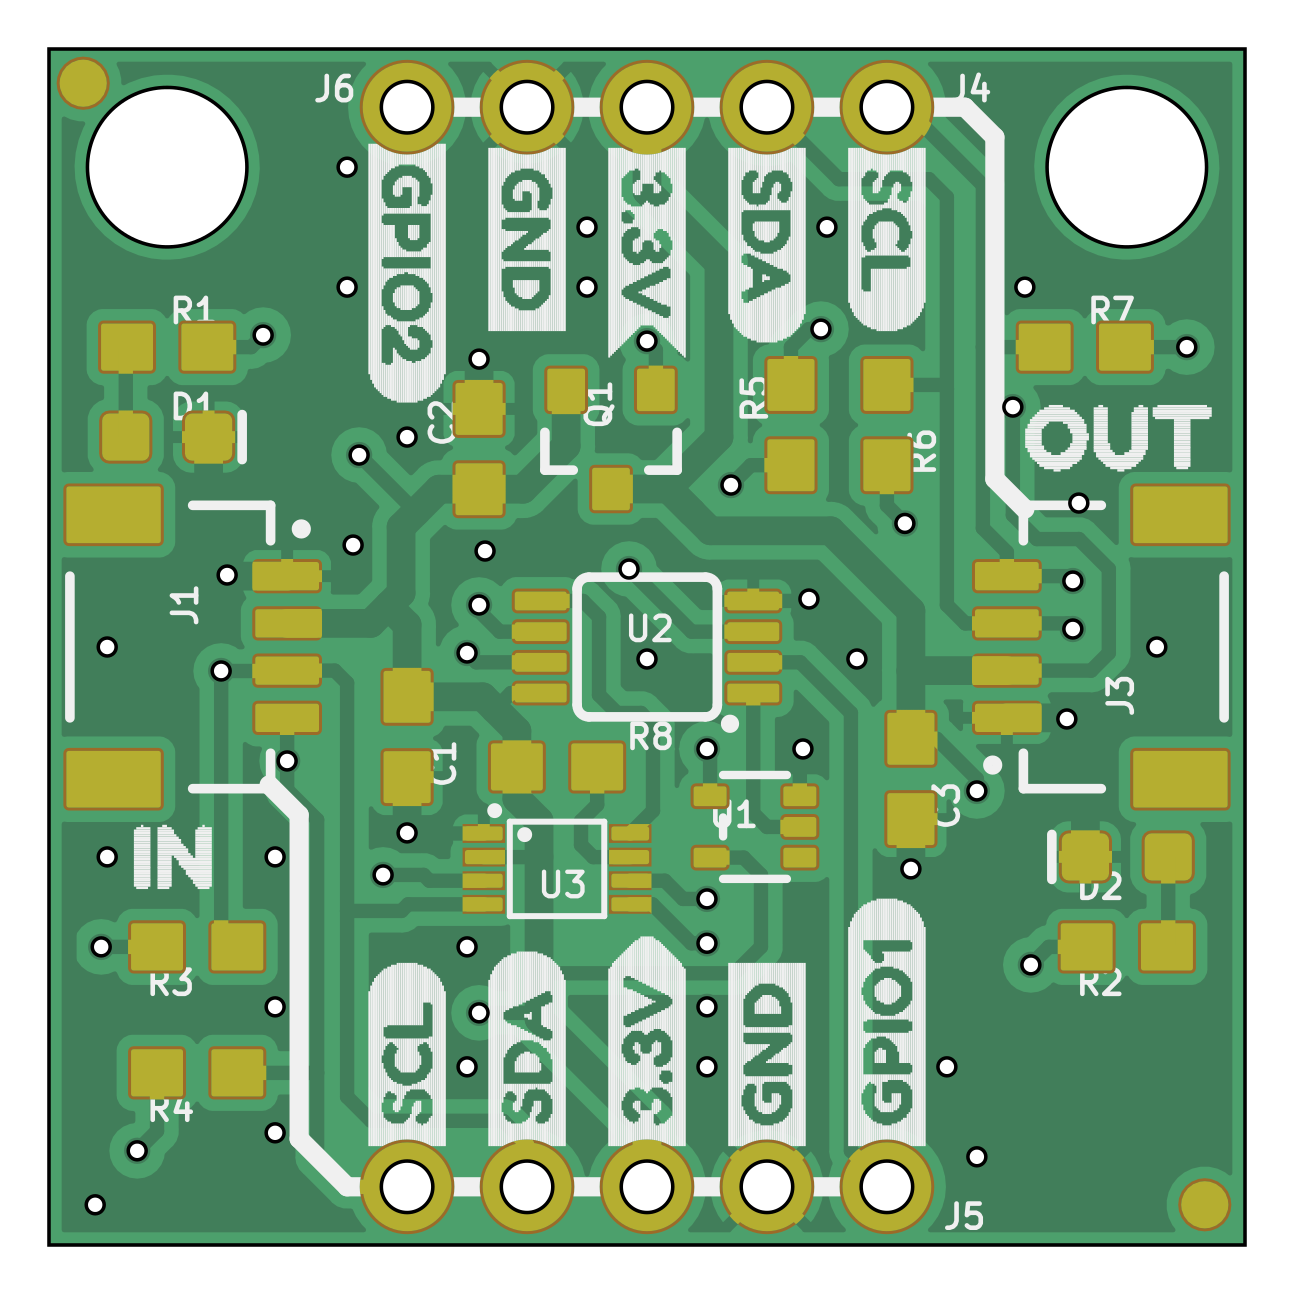 J6
J4
GPIO2
GND
3.3V
SDA
SCL
R1
R7
D1
C2
Q1
R5
R6
OUT
J1
U2
J3
R8
C1
U1
C3
IN
U3
D2
R3
R2
SCL
SDA
3.3V
GND
GPIO1
R4
J5